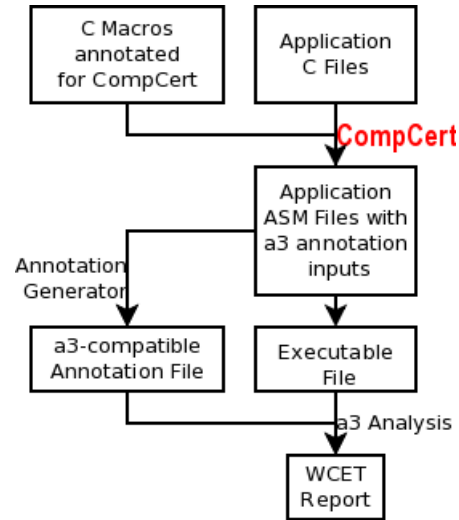 C Macros
annotated
for CompCert
Application
C Files
CompCert
Application
ASM Files with
a3 annotation
inputs
Annotation
Generator
a3-compatible
Annotation File
Executable
File
a3 Analysis
WCET
Report